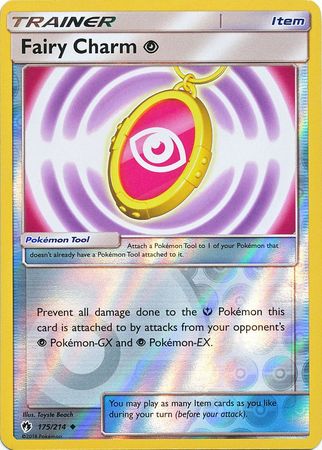 TRAINER
Item
Fairy Charm
Pokémon Tool
Attach a Pokémon Tool to 1 of your Pokémon that
doesn't already have a Pokémon Tool attached to it.
Prevent all damage done to the Pokémon this
card is attached to by attacks from your opponent's
Pokémon-GX and Pokémon-EX.
You may play as many Item cards as you like
during your turn (before your attack).
Illus. Toyste Beach
175/214
©2018 Pokémon